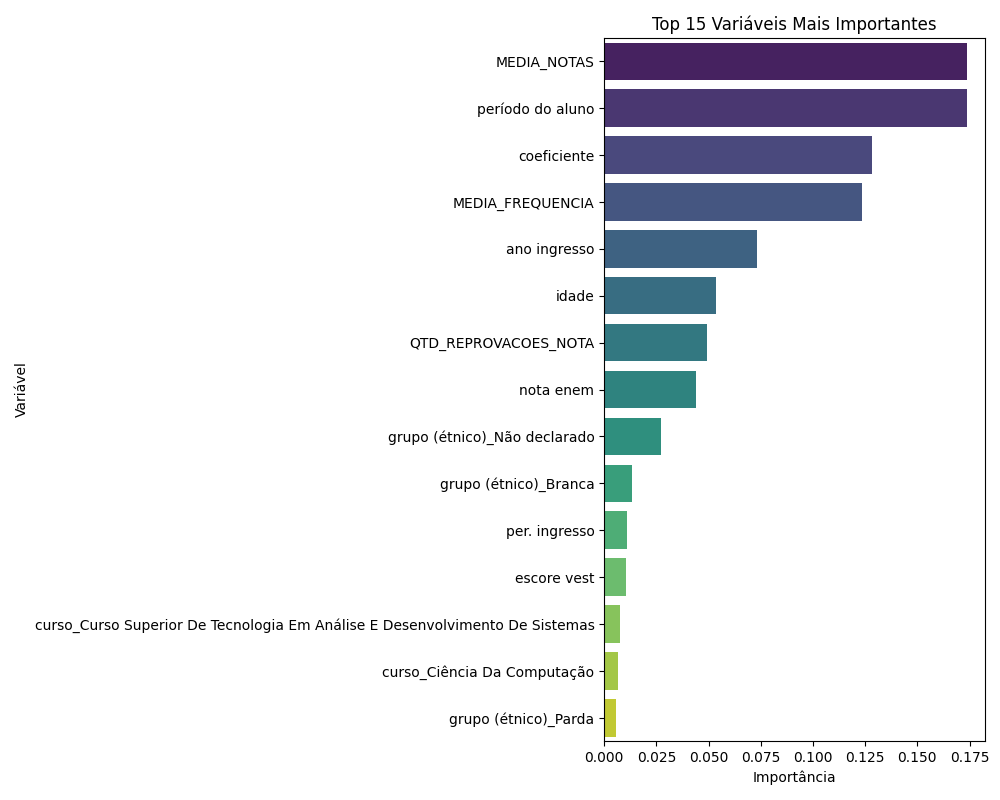 Top 15 Variáveis Mais Importantes
MEDIA_NOTAS
período do aluno
coeficiente
MEDIA_FREQUENCIA
ano ingresso
idade
QTD_REPROVACOES_NOTA
nota enem
grupo (étnico)_Não declarado
grupo (étnico)_Branca
per. ingresso
escore vest
curso_Curso Superior De Tecnologia Em Análise E Desenvolvimento De Sistemas
curso_Ciência Da Computação
grupo (étnico)_Parda
Variável
0.000 0.025 0.050 0.075 0.100 0.125 0.150 0.175
Importância